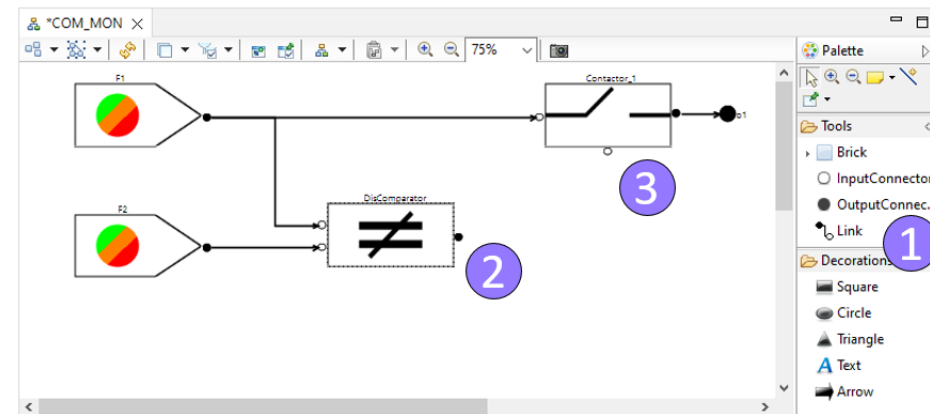 *COM_MON
75%
Palette
F1
Contactor_1
o1
Tools
Brick
InputConnector
OutputConnec...
Link
1
3
F2
DisComparator
2
Decorations
Square
Circle
Triangle
Text
Arrow